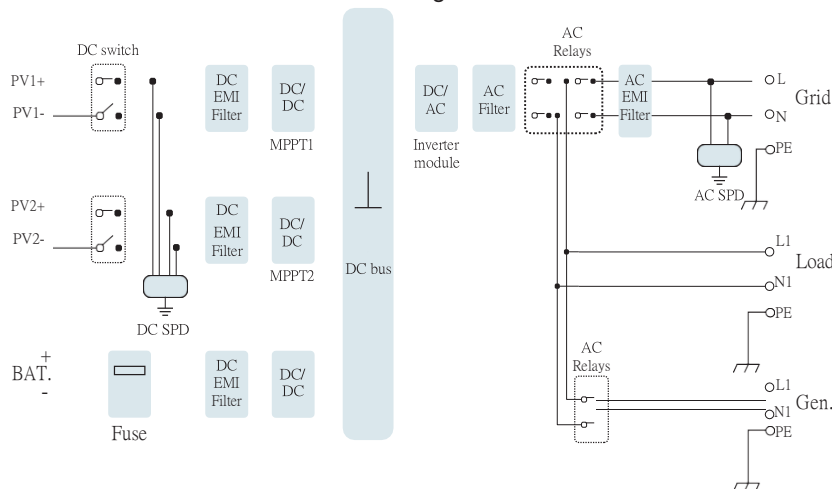 DC switch
PV1+
PV1-
DC
EMI
Filter
DC/
DC
MPPT1
PV2+
PV2-
DC
EMI
Filter
DC/
DC
MPPT2
DC SPD
BAT.
+
-
Fuse
DC
EMI
Filter
DC/
DC
DC bus
DC/
AC
Inverter
module
AC
Filter
AC
Relays
AC
EMI
Filter
L
N
PE
Grid
AC SPD
L1
N1
PE
Load
AC
Relays
L1
N1
PE
Gen.